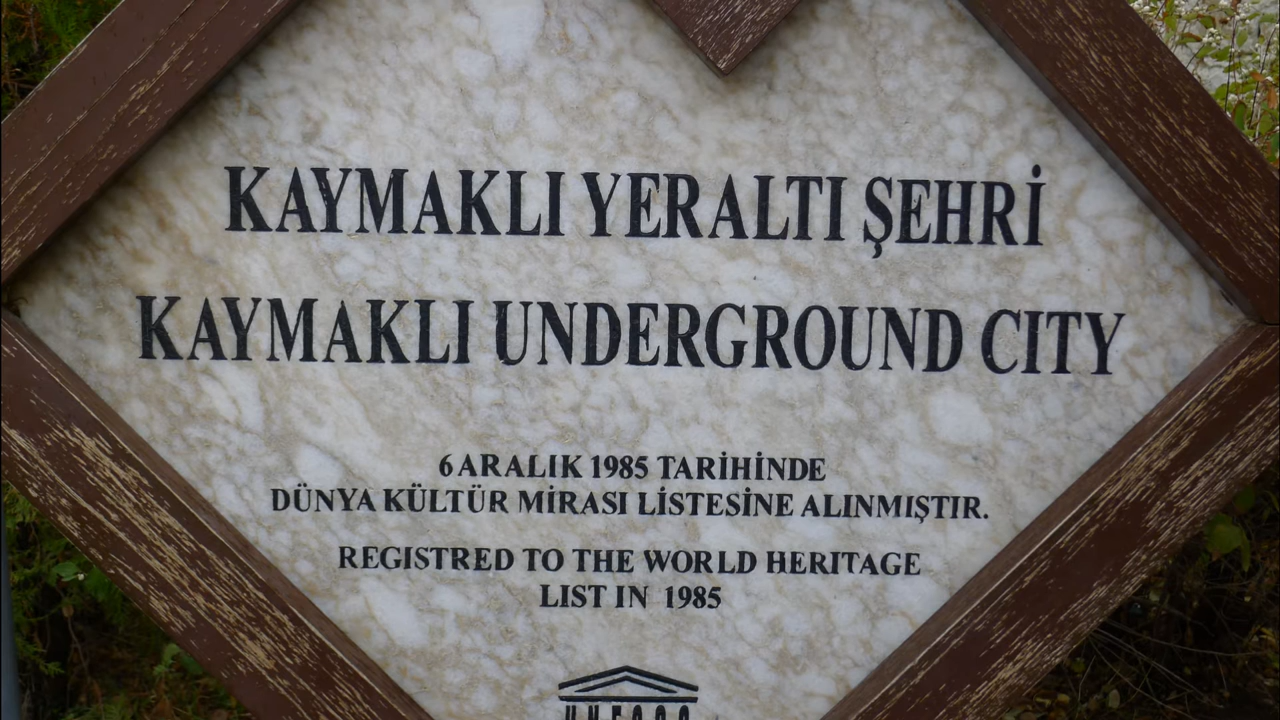 KAYMAKLI YERALTI ŞEHRİ
KAYMAKLI UNDERGROUND CITY
6 ARALIK 1985 TARİHİNDE
DÜNYA KÜLTÜR MİRASI LİSTESİNE ALINMIŞTIR.
REGISTRED TO THE WORLD HERITAGE
LIST IN 1985
UNESCO